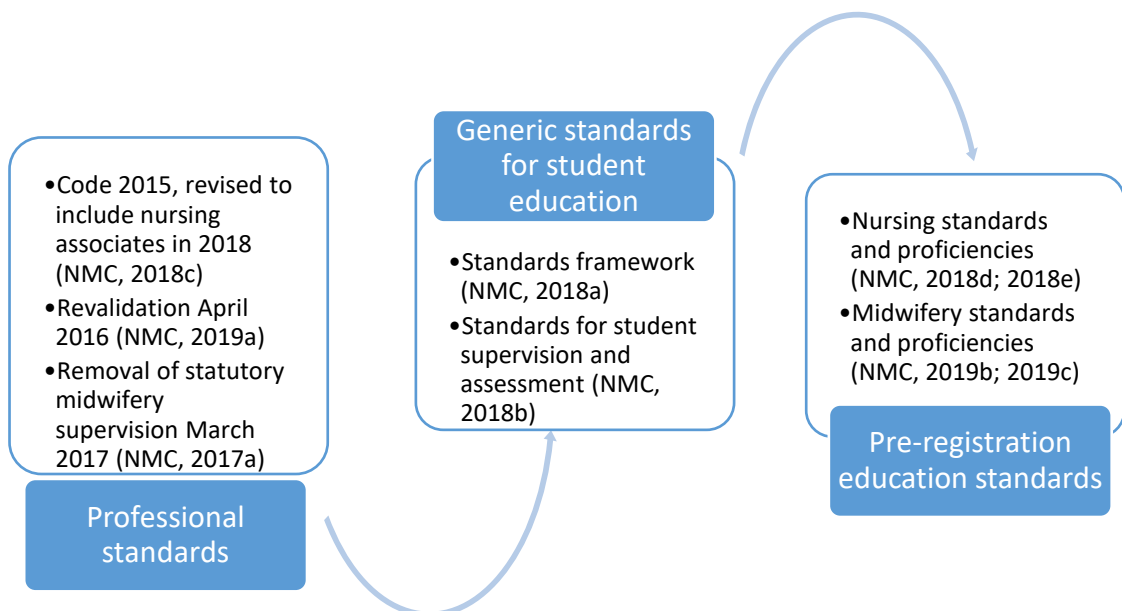 •Code 2015, revised to
include nursing
associates in 2018
(NMC, 2018c)
•Revalidation April
2016 (NMC, 2019a)
•Removal of statutory
midwifery
supervision March
2017 (NMC, 2017a)
Professional
standards
Generic standards
for student
education
•Standards framework
(NMC, 2018a)
•Standards for student
supervision and
assessment (NMC,
2018b)
•Nursing standards
and proficiencies
(NMC, 2018d; 2018e)
•Midwifery standards
and proficiencies
(NMC, 2019b; 2019c)
Pre-registration
education standards